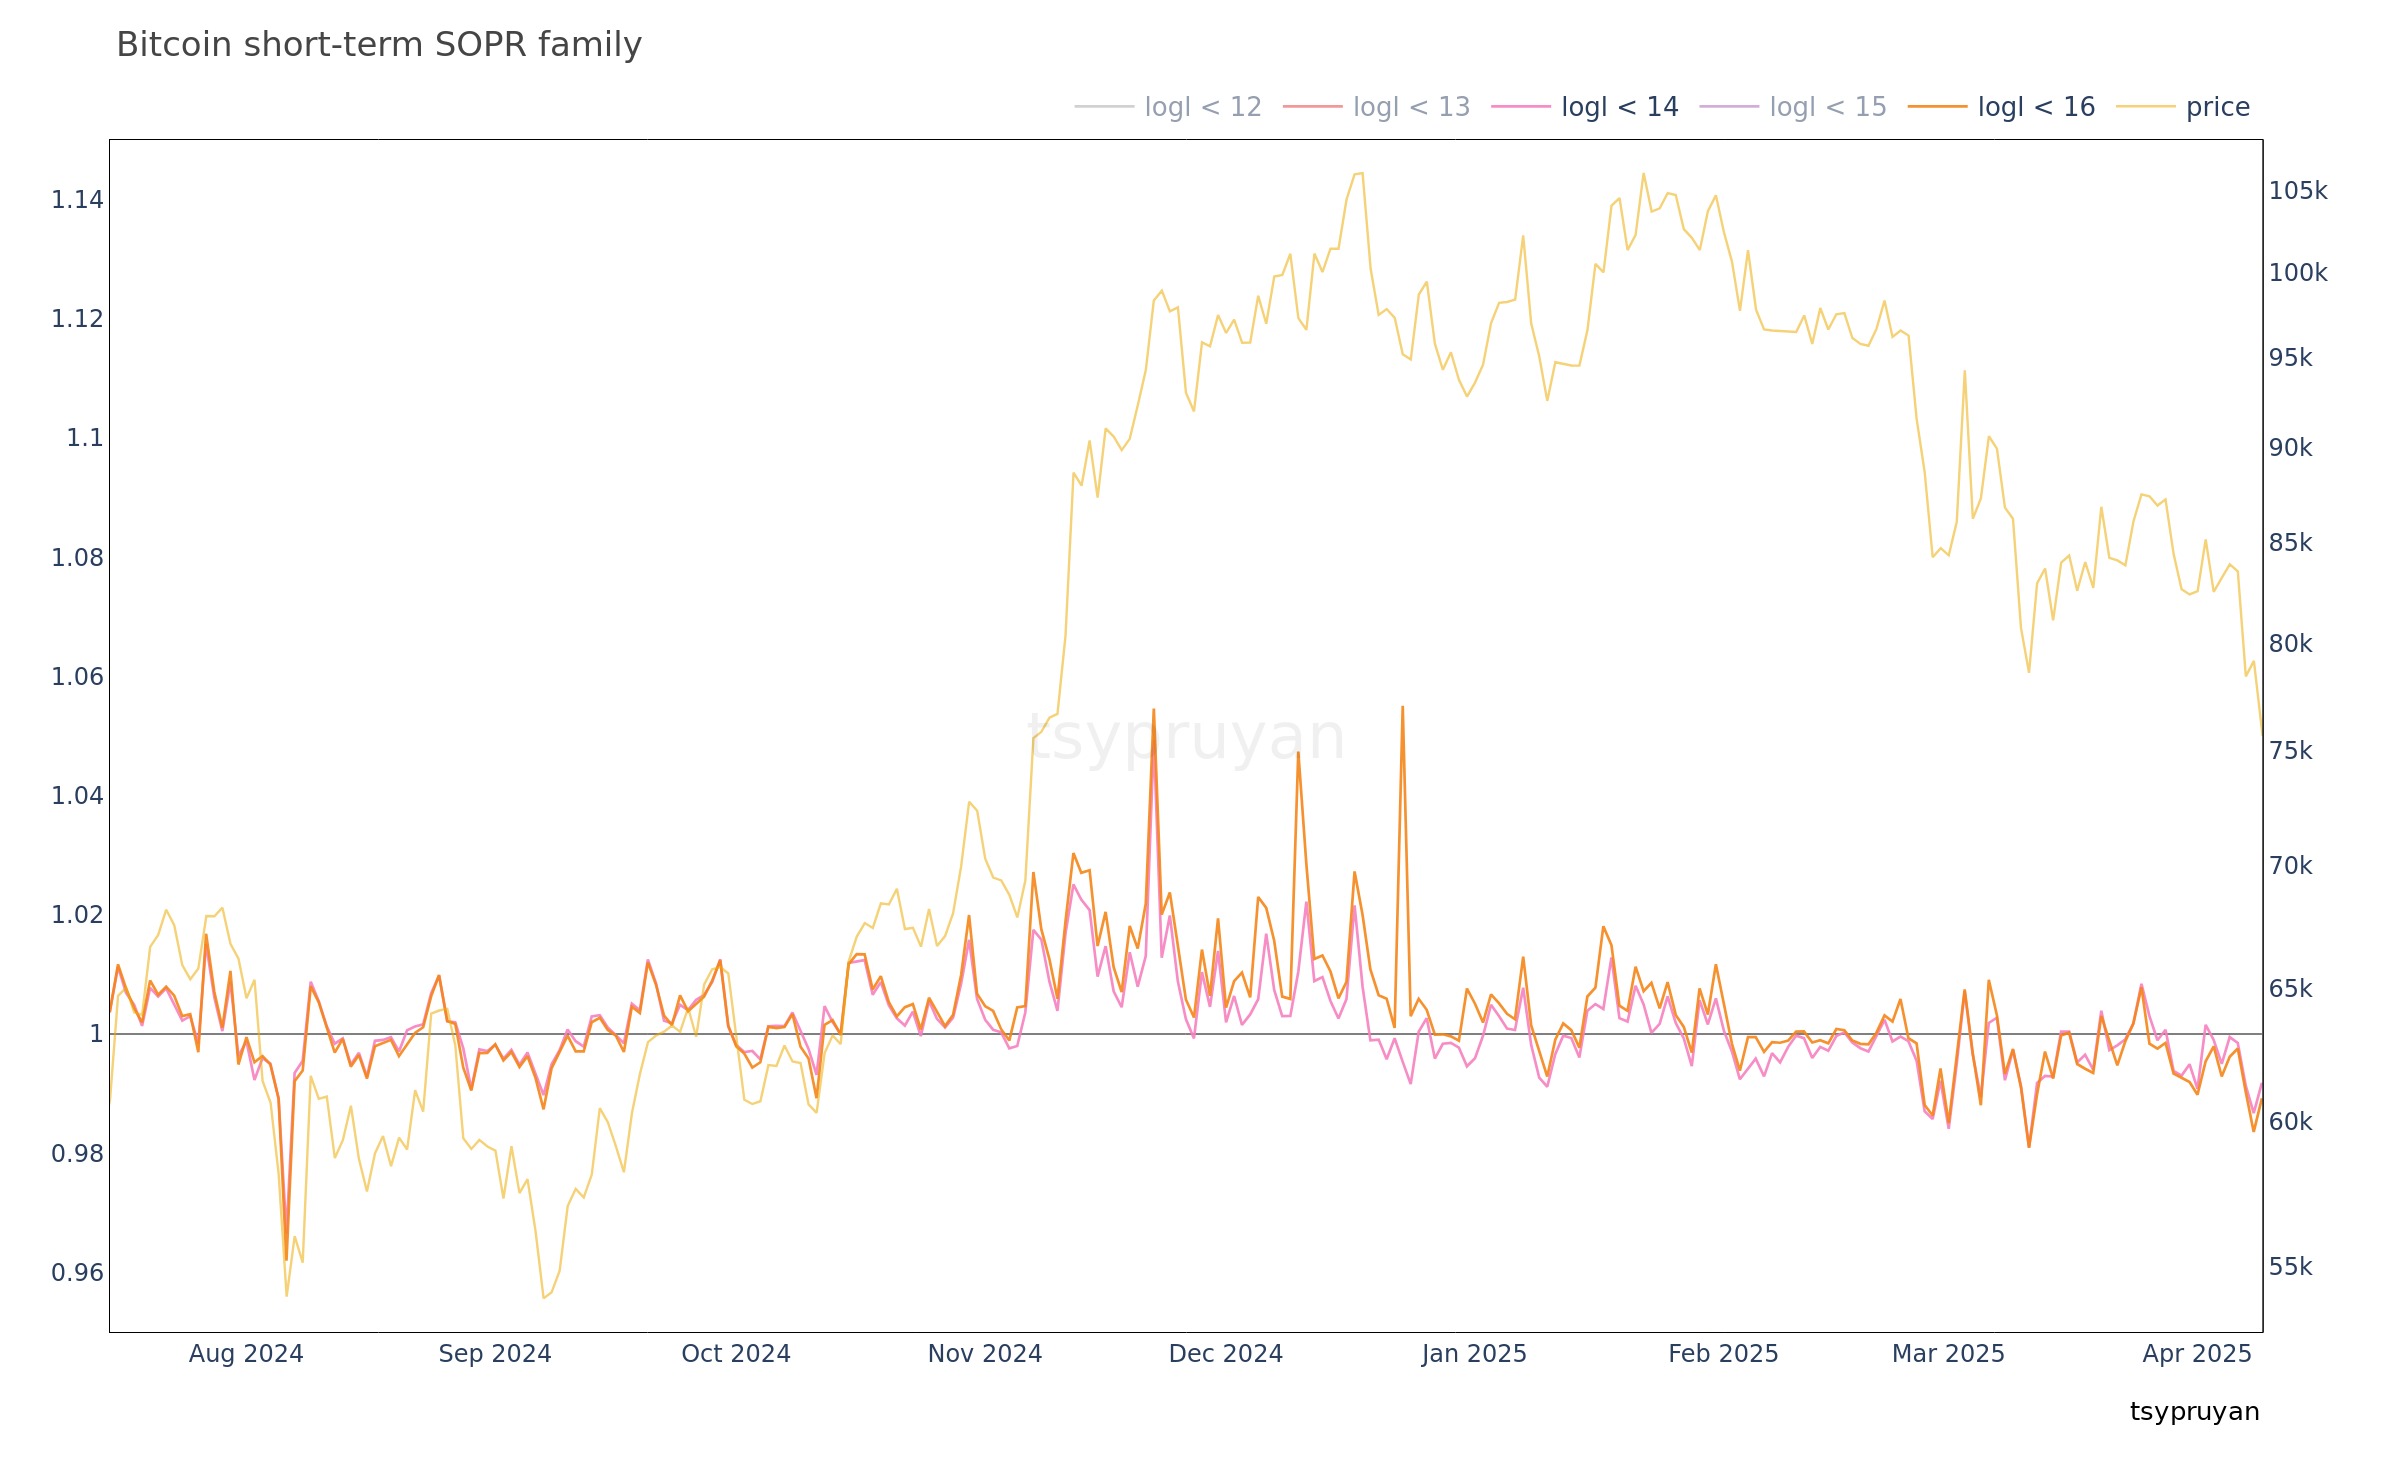 Bitcoin short-term SOPR family
logl < 12 logl < 13 logl < 14 logl < 15 logl < 16 price
1.14
1.12
1.1
1.08
1.06
1.04
1.02
1
0.98
0.96
105k
100k
95k
90k
85k
80k
75k
70k
65k
60k
55k
tsypruyan
Aug 2024 Sep 2024 Oct 2024 Nov 2024 Dec 2024 Jan 2025 Feb 2025 Mar 2025 Apr 2025
tsypruyan